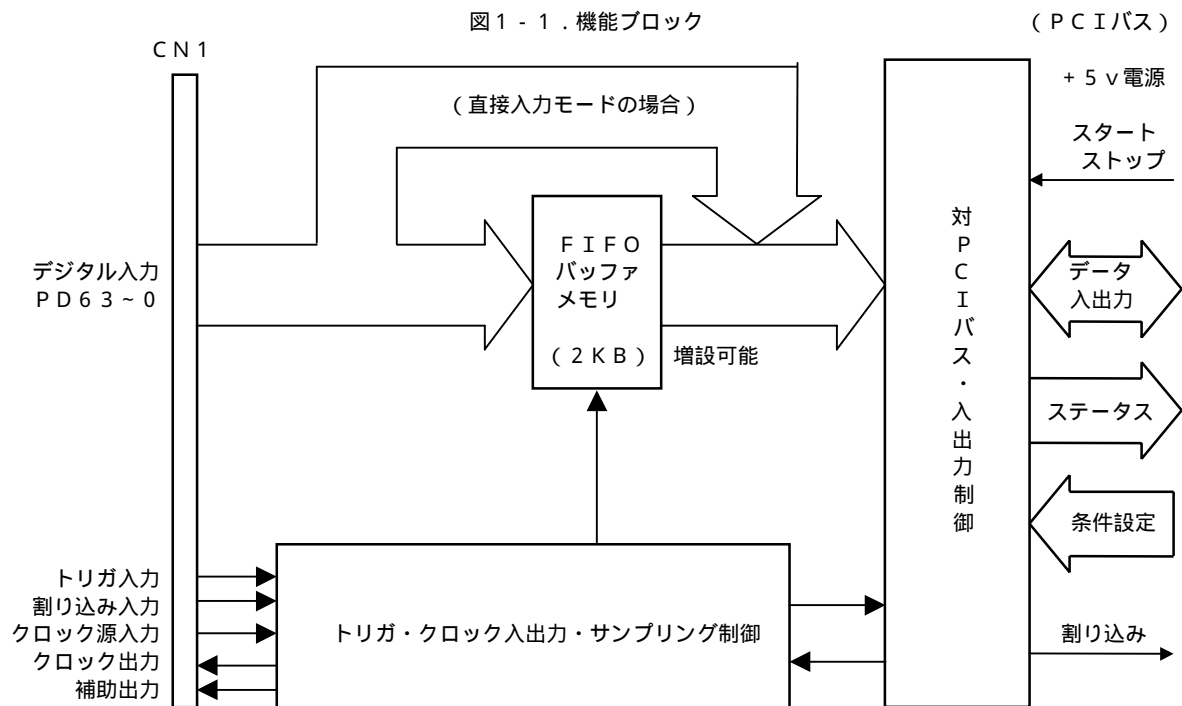 図１－１．機能ブロック
（ＰＣＩバス）
ＣＮ１
＋５ｖ電源
（直接入力モードの場合）
スタート
ストップ
デジタル入力
ＰＤ６３～０
ＦＩＦＯ
バッファ
メモリ
（２ＫＢ）
増設可能
対ＰＣＩバス・入出力制御
データ
入出力
ステータス
条件設定
トリガ入力
割り込み入力
クロック源入力
クロック出力
補助出力
トリガ・クロック入出力・サンプリング制御
割り込み